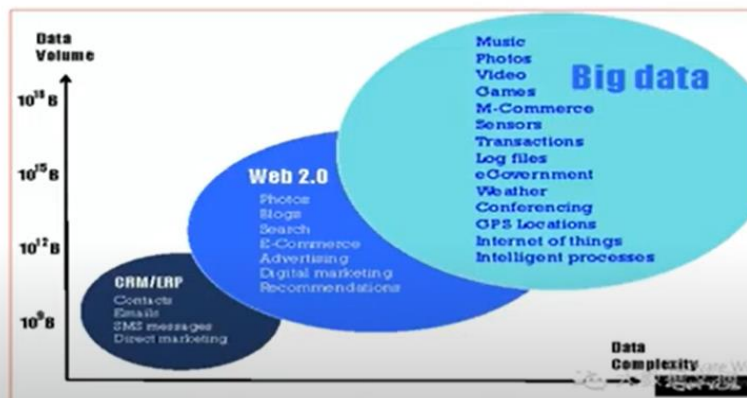 Data
Volume
10¹⁸ B
10¹⁵ B
10¹² B
10⁹ B
CRM/ERP
Contacts
Emails
SMS messages
Direct marketing
Web 2.0
Photos
Blogs
Search
E-Commerce
Advertising
Digital marketing
Recommendations
Big data
Music
Photos
Video
Games
M-Commerce
Sensors
Transactions
Log files
eGovernment
Weather
Conferencing
GPS Locations
Internet of things
Intelligent processes
Data
Complexity